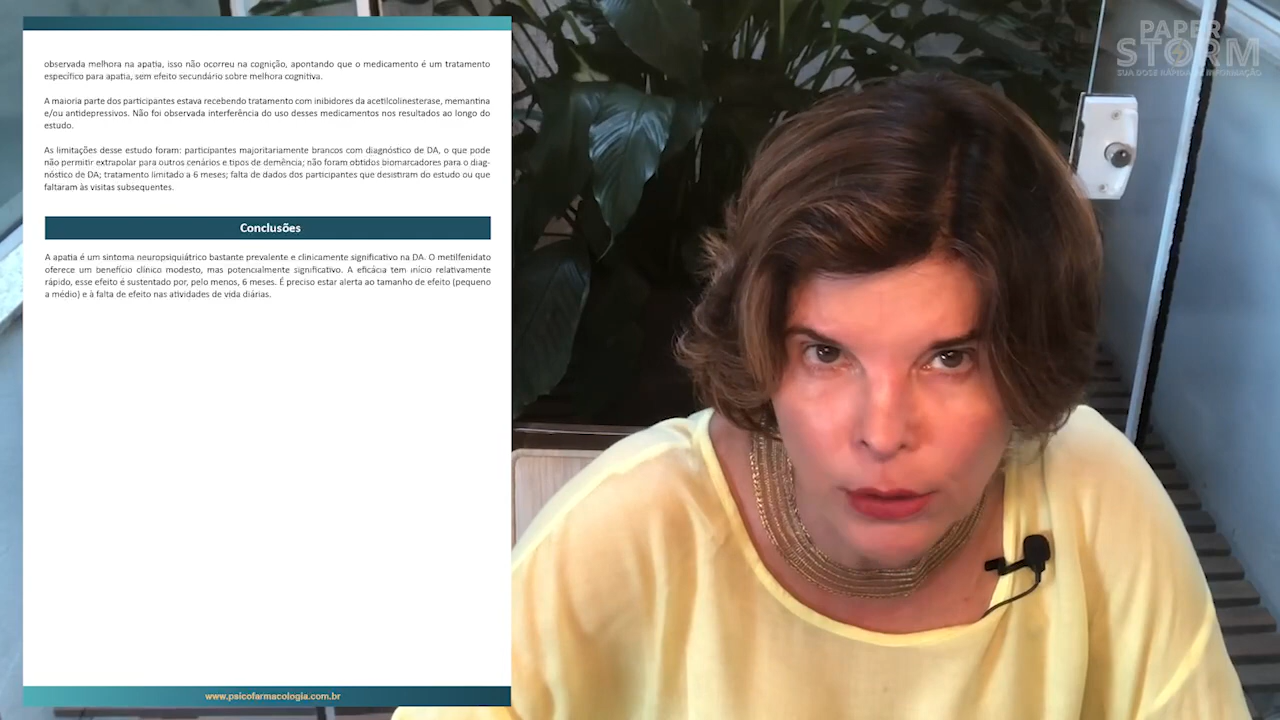 observada melhora na apatia, isso não ocorreu na cognição, apontando que o medicamento é um tratamento
específico para apatia, sem efeito secundário sobre melhora cognitiva.
A maioria parte dos participantes estava recebendo tratamento com inibidores da acetilcolinesterase, memantina
e/ou antidepressivos. Não foi observada interferência do uso desses medicamentos nos resultados ao longo do
estudo.
As limitações desse estudo foram: participantes majoritariamente brancos com diagnóstico de DA, o que pode
não permitir extrapolar para outros cenários e tipos de demência; não foram obtidos biomarcadores para o diag-
nóstico de DA; tratamento limitado a 6 meses; falta de dados dos participantes que desistiram do estudo ou que
faltaram às visitas subsequentes.
Conclusões
A apatia é um sintoma neuropsiquiátrico bastante prevalente e clinicamente significativo na DA. O metilfenidato
oferece um benefício clínico modesto, mas potencialmente significativo. A eficácia tem início relativamente
rápido, esse efeito é sustentado por, pelo menos, 6 meses. É preciso estar alerta ao tamanho de efeito (pequeno
a médio) e à falta de efeito nas atividades de vida diárias.
www.psicofarmacologia.com.br
PAPER
STORM
SUA DOSE RÁPIDA DE INFORMAÇÃO